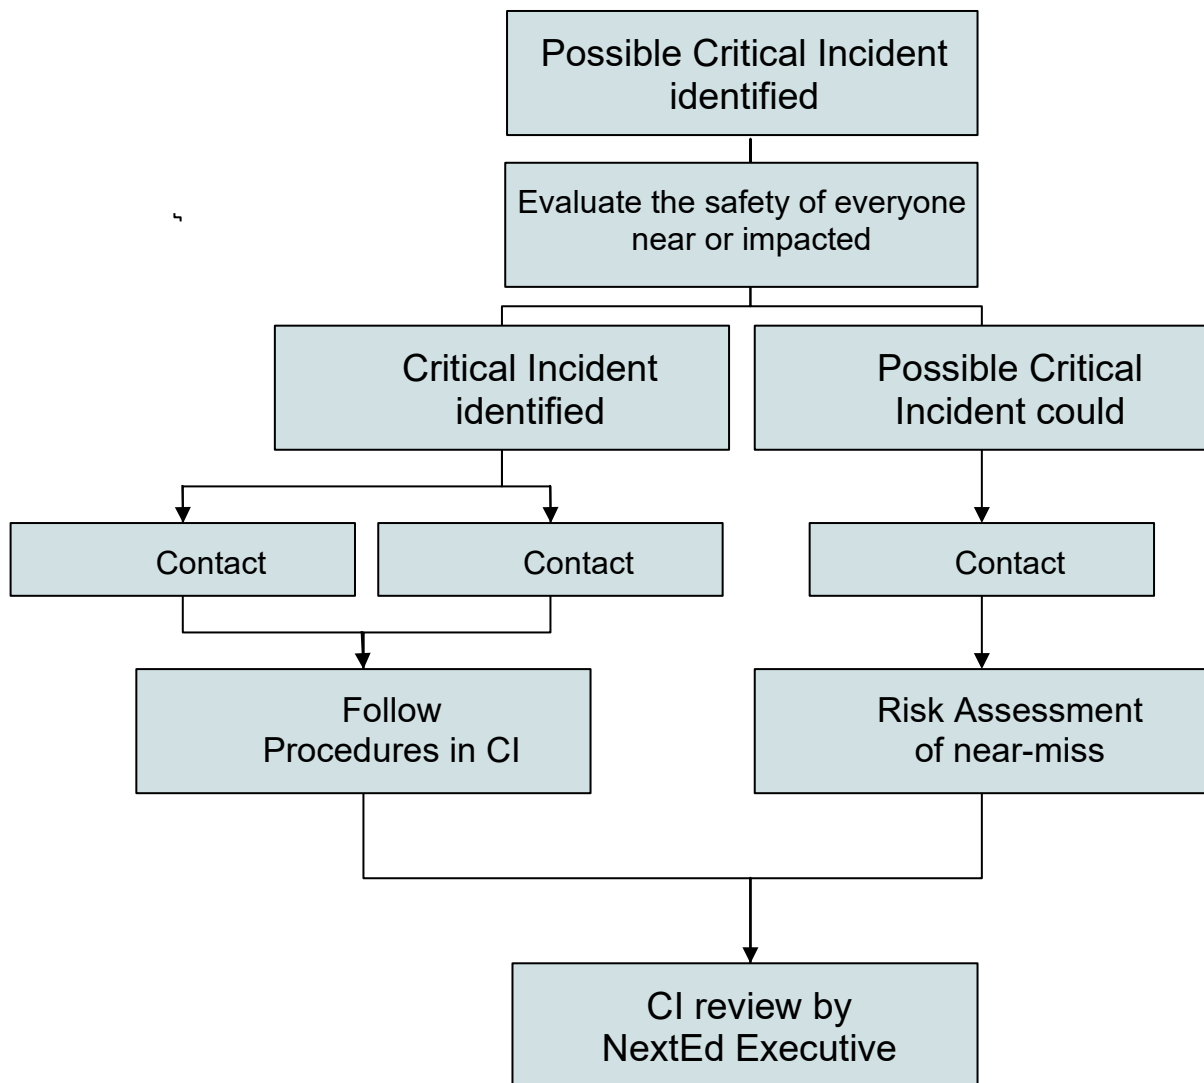 Possible Critical Incident
identified
Evaluate the safety of everyone
near or impacted
Critical Incident
identified
Possible Critical
Incident could
Contact
Contact
Contact
Follow
Procedures in CI
Risk Assessment
of near-miss
CI review by
NextEd Executive